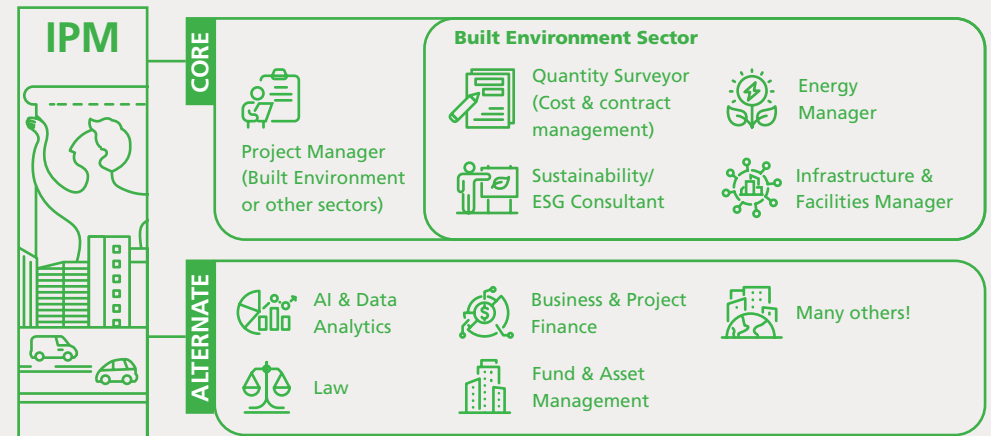 IPM
CORE
Project Manager
(Built Environment
or other sectors)
Built Environment Sector
Quantity Surveyor
(Cost & contract
management)
Energy
Manager
Sustainability/
ESG Consultant
Infrastructure &
Facilities Manager
ALTERNATE
AI & Data
Analytics
Business & Project
Finance
Many others!
Law
Fund & Asset
Management